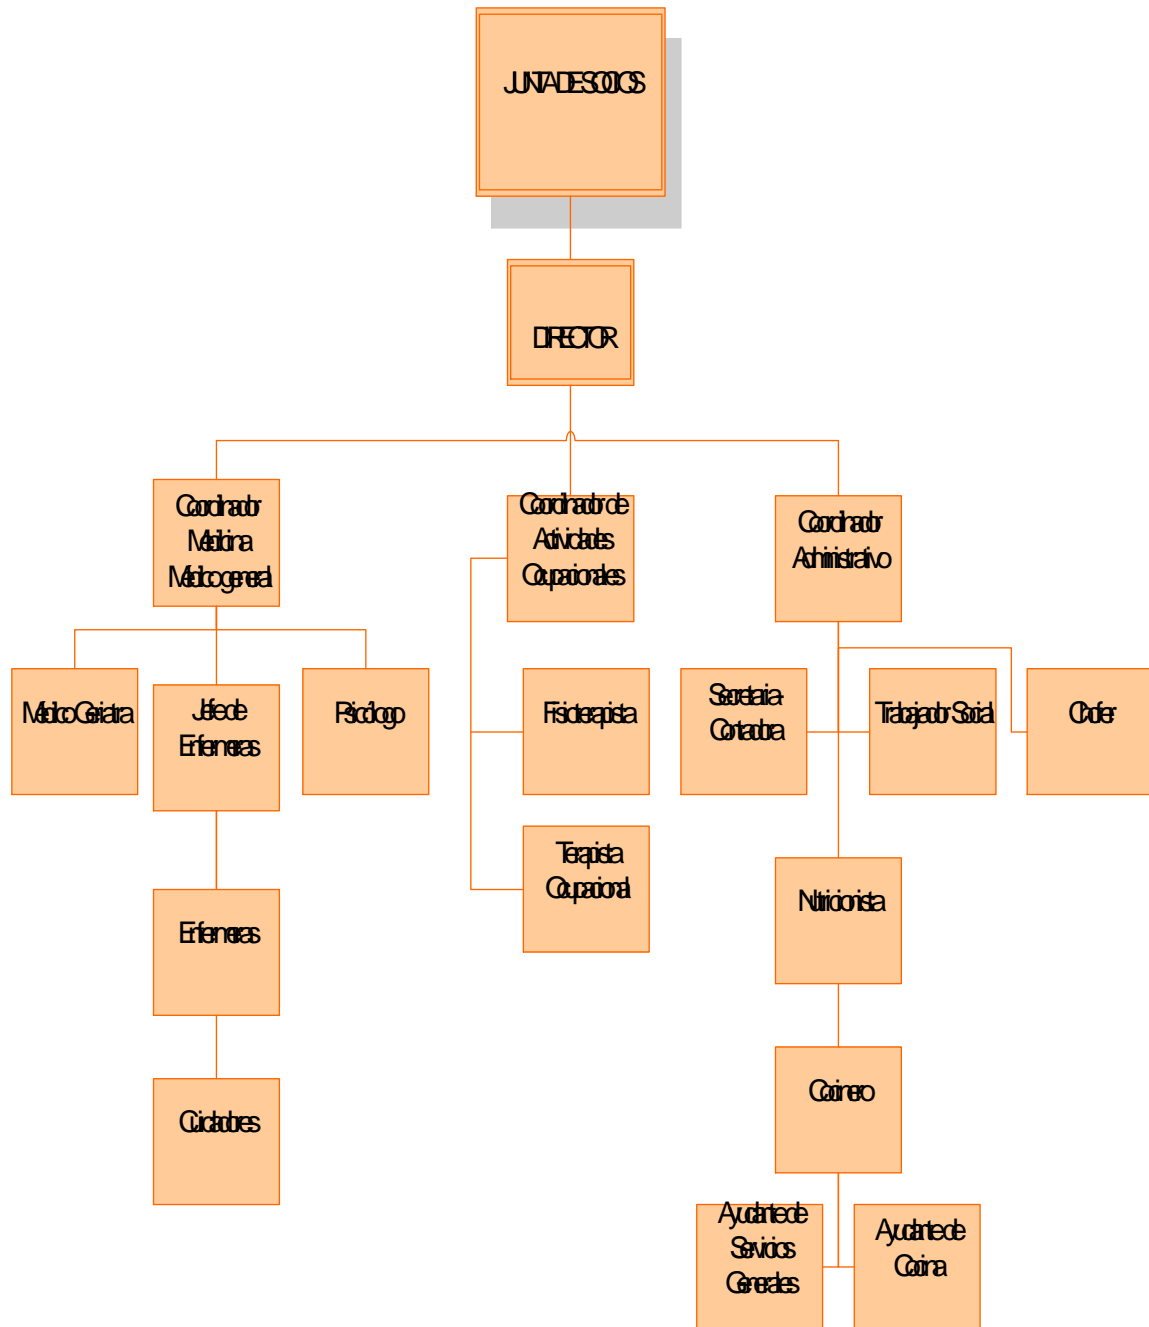 JUNTA DE SOCIOS
DIRECTOR
Coordinador
Medicina
Medico general
Coordinador de
Actividades
Ocupacionales
Coordinador
Administrativo
Medico Geriatra
Jefe de
Enfermeras
Psicólogo
Fisioterapista
Secretaria-
Contadora
Trabajador Social
Chofer
Terapista
Ocupacional
Nutricionista
Enfermeras
Cocinero
Cuidadores
Ayudante de
Servicios
Generales
Ayudante de
Cocina